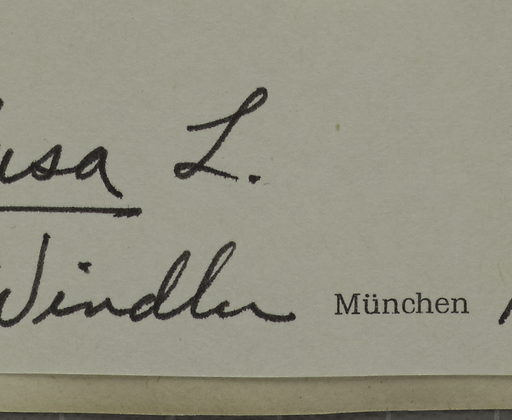 usa L.
Windler München